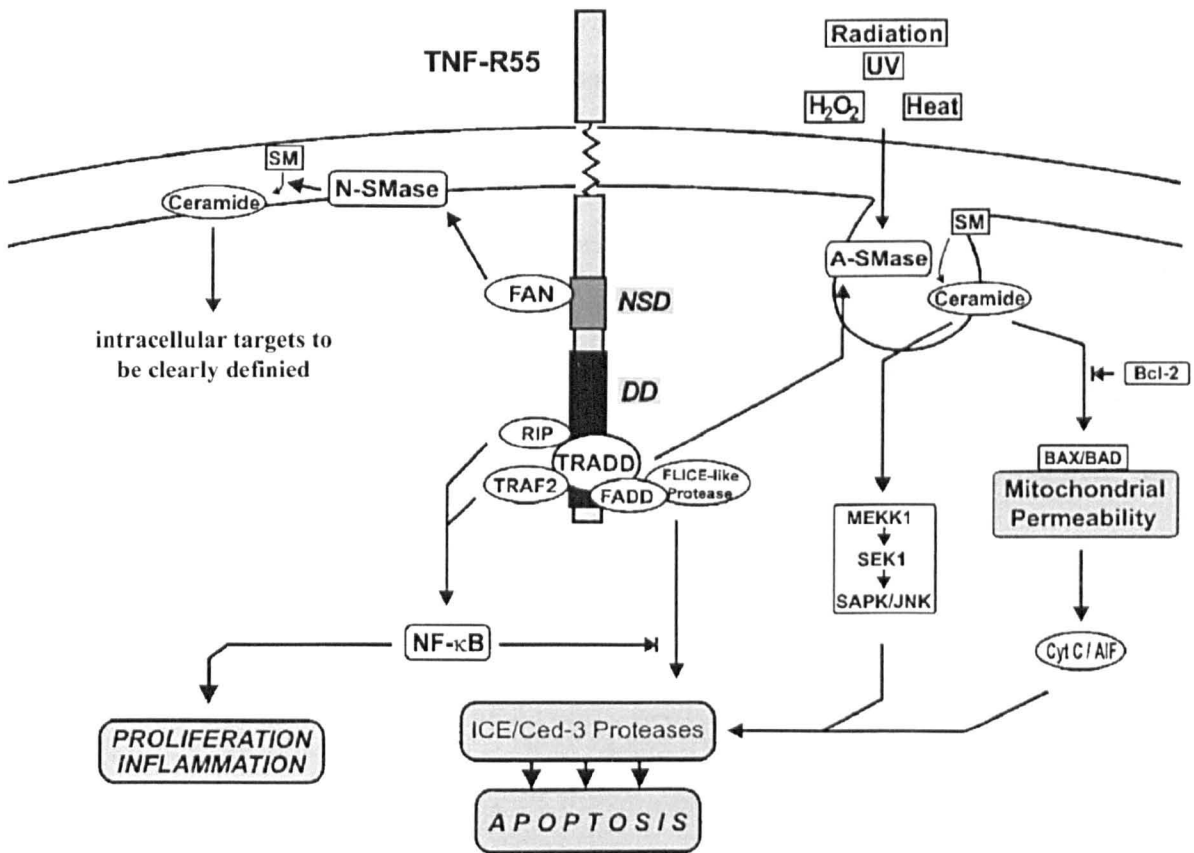 Radiation
TNF-R55
UV
H₂O₂
Heat
SM
N-SMase
Ceramide
SM
A-SMase
FAN
NSD
Ceramide
intracellular targets to
be clearly definied
Bcl-2
DD
RIP
TRADD
BAX/BAD
TRAF2
FADD
FLICE-like
Protease
Mitochondrial
Permeability
MEKK1
SEK1
SAPK/JNK
NF-κB
Cyt C / AIF
PROLIFERATION
INFLAMMATION
ICE/Ced-3 Proteases
APOPTOSIS